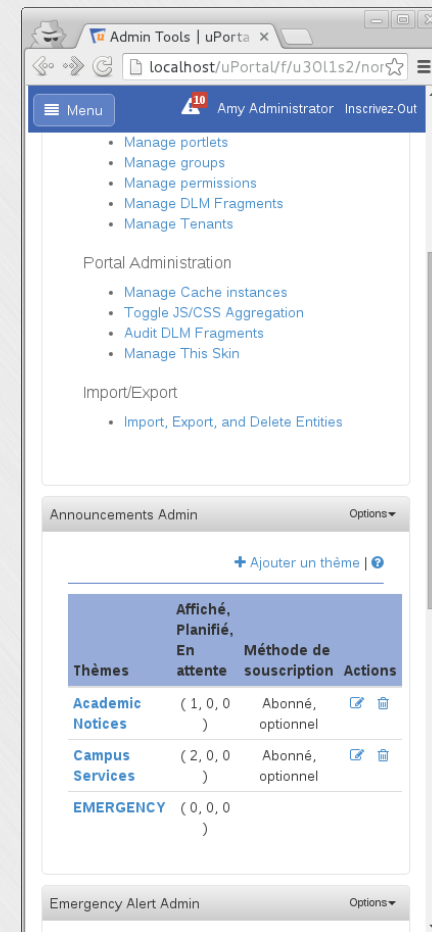 Admin Tools | uPorta
localhost/uPortal/f/u30l1s2/nor
Menu
10
Amy Administrator
Inscrivez-Out
Manage portlets
Manage groups
Manage permissions
Manage DLM Fragments
Manage Tenants
Portal Administration
Manage Cache instances
Toggle JS/CSS Aggregation
Audit DLM Fragments
Manage This Skin
Import/Export
Import, Export, and Delete Entities
Announcements Admin
Options
Ajouter un thème |
Affiché,
Planifié,
En
attente
Méthode de
souscription
Thèmes
Actions
Academic
Notices
( 1, 0, 0
)
Abonné,
optionnel
Campus
Services
( 2, 0, 0
)
Abonné,
optionnel
EMERGENCY
( 0, 0, 0
)
Emergency Alert Admin
Options